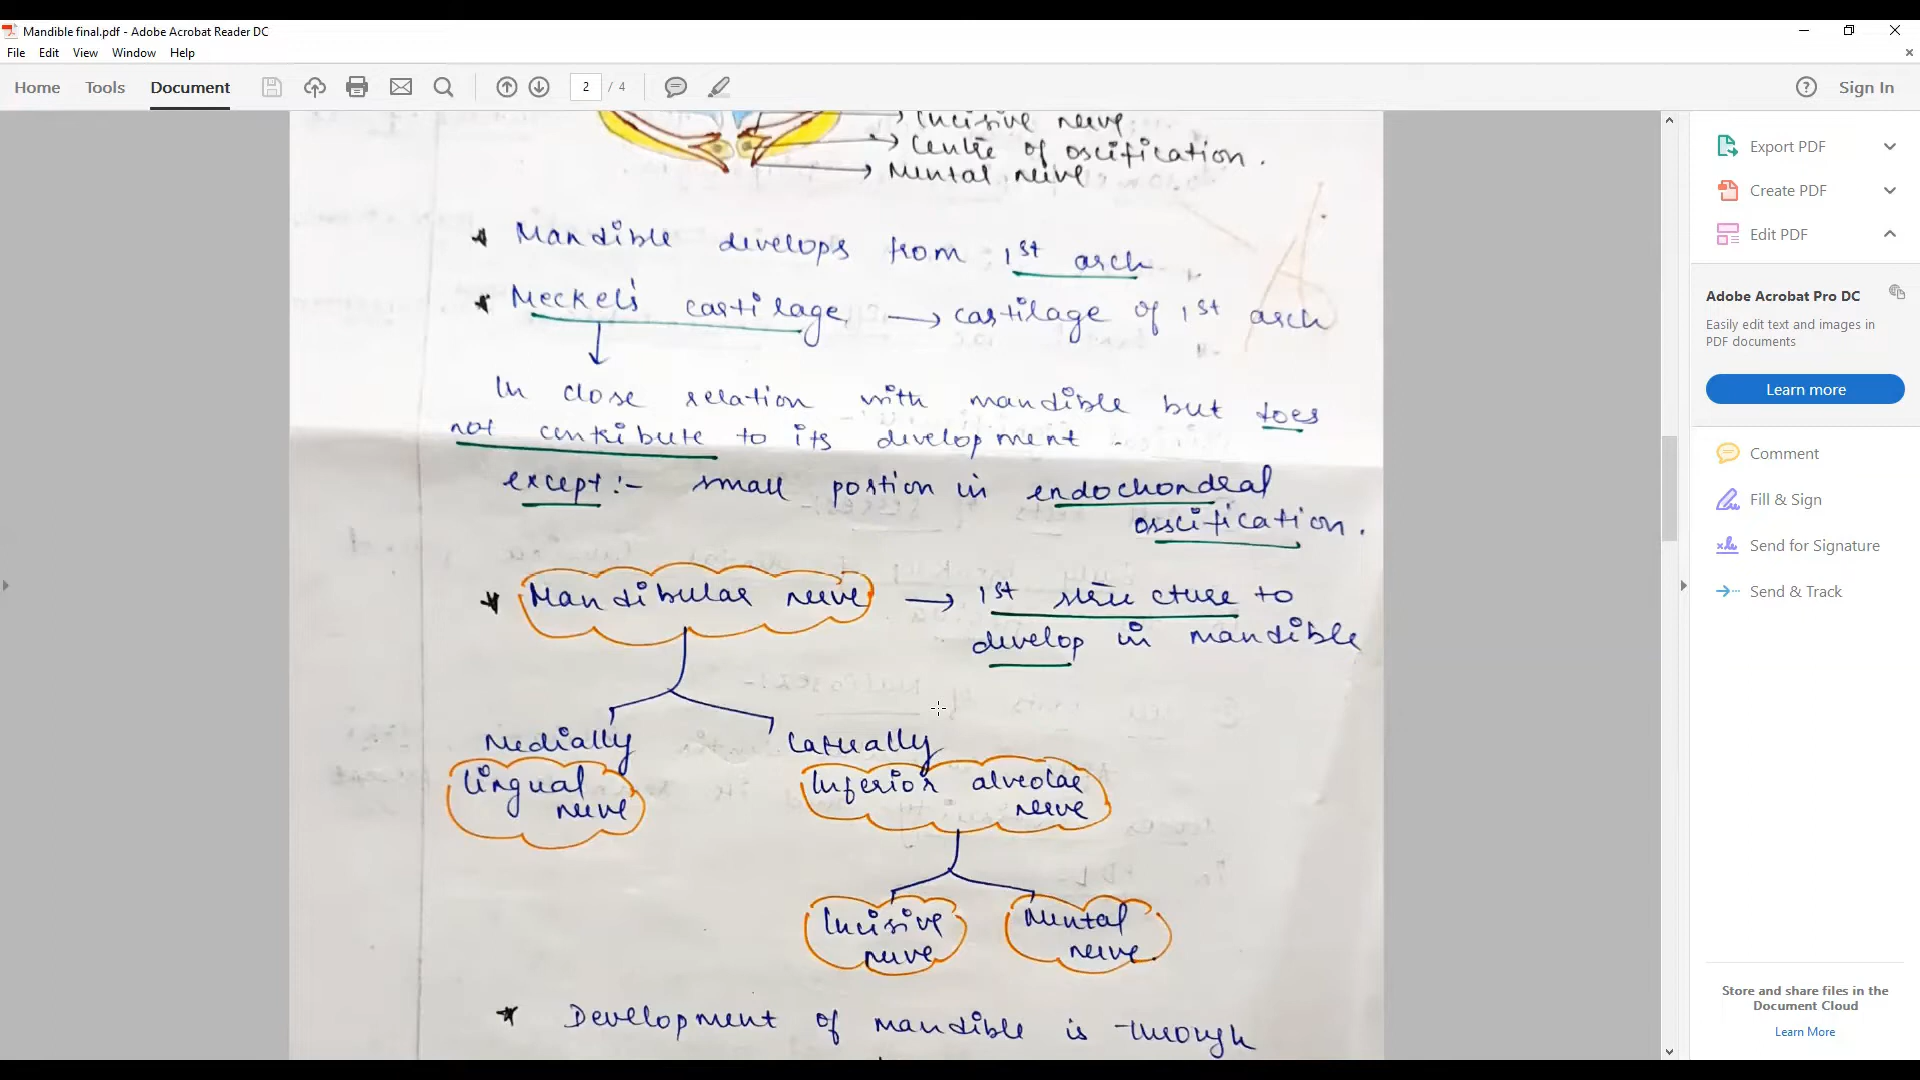 Mandible final.pdf - Adobe Acrobat Reader DC
File Edit View Window Help
Home Tools Document 2 / 4 Sign In
Incisive nerve
Centre of oscification.
Mental nerve
* Mandible develops from 1st arch
* Meckel's cartilage → cartilage of 1st arch
In close relation with mandible but does
not contribute to its development.
except:- small portion in endochondral
osscification.
* Mandibular nerve → 1st structure to
develop in mandible
Medially Laterally
lingual nerve
Inferior alveolar nerve
Incisive nerve
Mental nerve
* Development of mandible is through
Export PDF
Create PDF
Edit PDF
Adobe Acrobat Pro DC
Easily edit text and images in
PDF documents
Learn more
Comment
Fill & Sign
Send for Signature
Send & Track
Store and share files in the
Document Cloud
Learn More